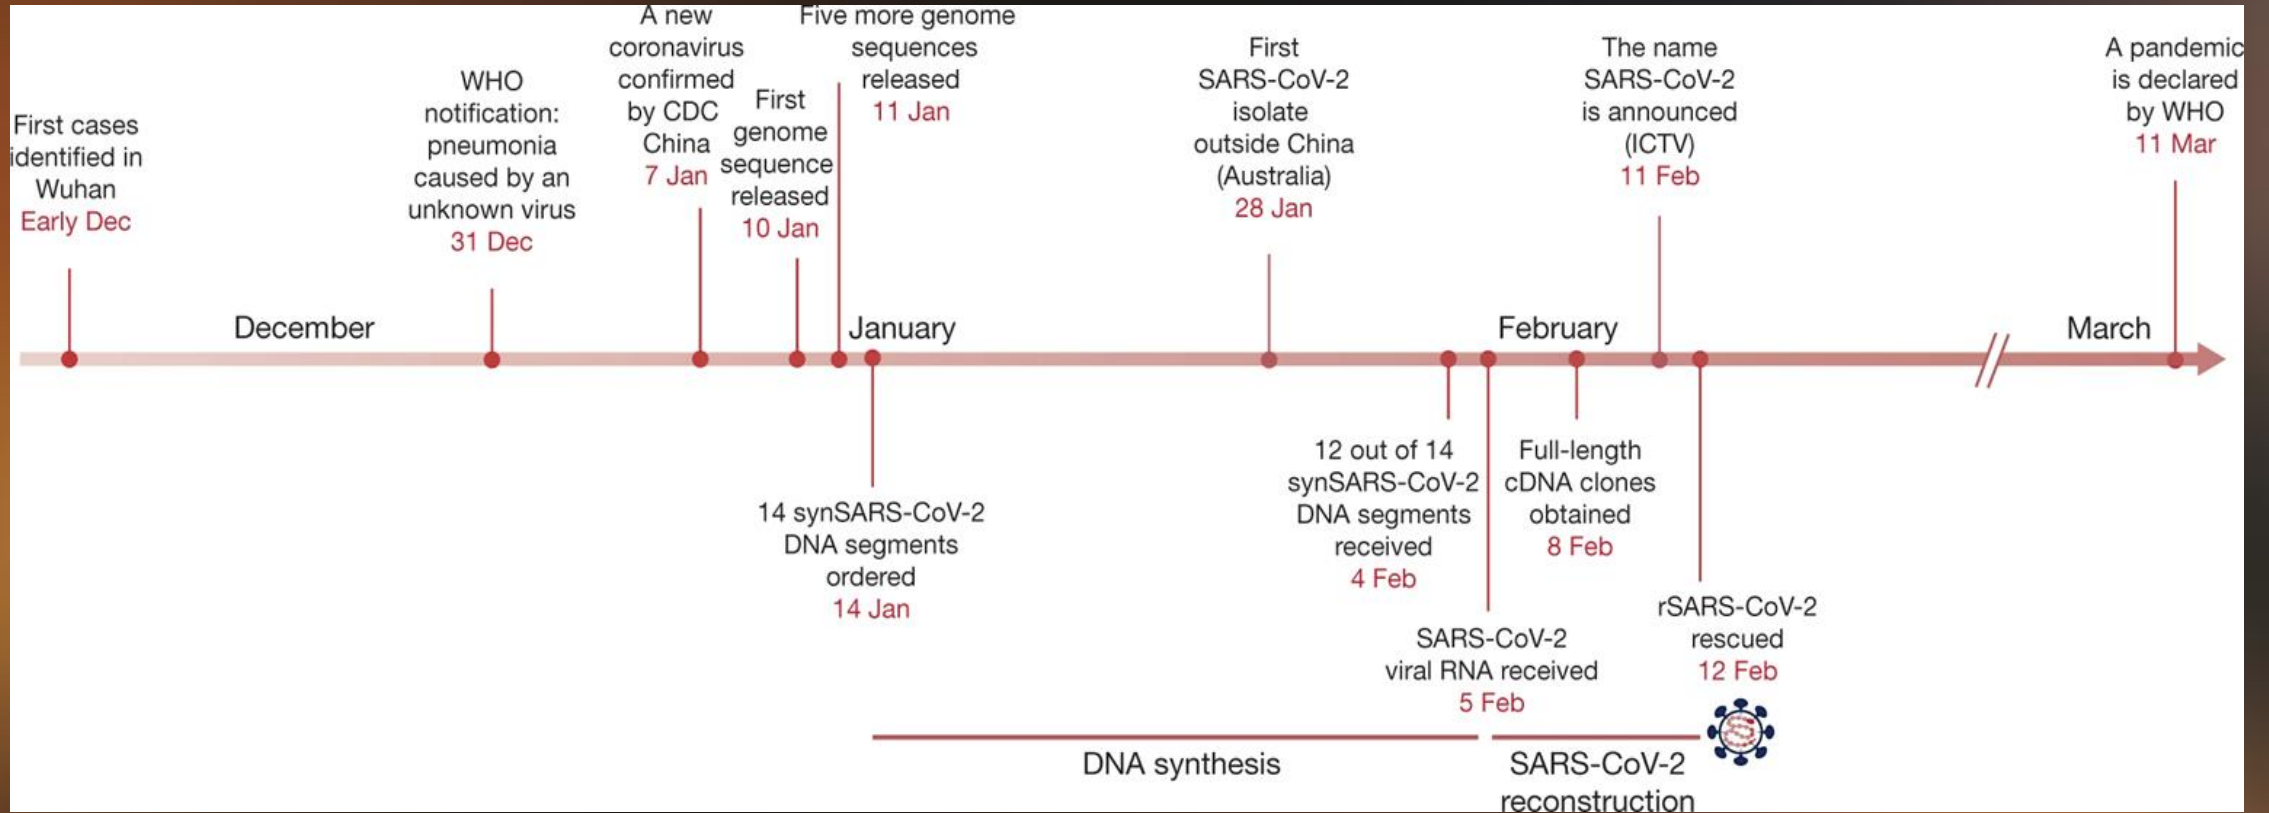 First cases
identified in
Wuhan
Early Dec
WHO
notification:
pneumonia
caused by an
unknown virus
31 Dec
A new
coronavirus
confirmed
by CDC
China
7 Jan
First
genome
sequence
released
10 Jan
Five more genome
sequences
released
11 Jan
First
SARS-CoV-2
isolate
outside China
(Australia)
28 Jan
The name
SARS-CoV-2
is announced
(ICTV)
11 Feb
A pandemic
is declared
by WHO
11 Mar
December
January
February
March
14 synSARS-CoV-2
DNA segments
ordered
14 Jan
12 out of 14
synSARS-CoV-2
DNA segments
received
4 Feb
SARS-CoV-2
viral RNA received
5 Feb
Full-length
cDNA clones
obtained
8 Feb
rSARS-CoV-2
rescued
12 Feb
DNA synthesis
SARS-CoV-2
reconstruction